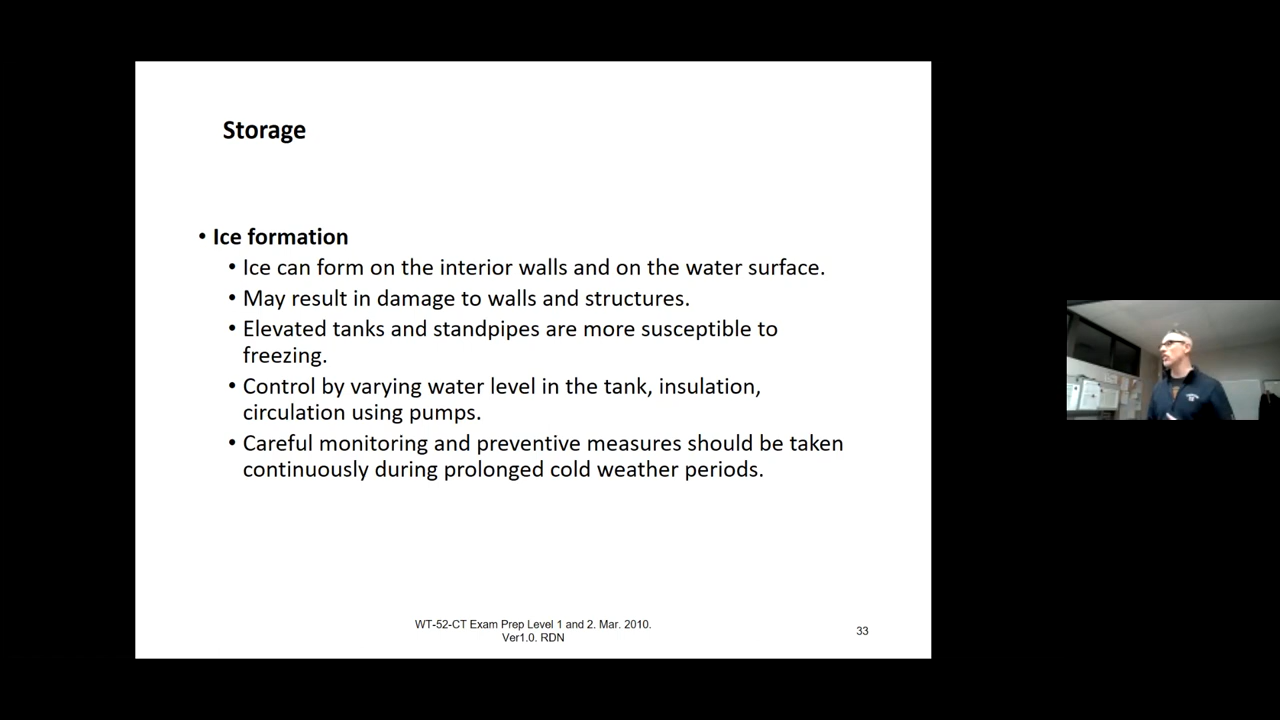 Storage
• Ice formation
• Ice can form on the interior walls and on the water surface.
• May result in damage to walls and structures.
• Elevated tanks and standpipes are more susceptible to
freezing.
• Control by varying water level in the tank, insulation,
circulation using pumps.
• Careful monitoring and preventive measures should be taken
continuously during prolonged cold weather periods.
WT-52-CT Exam Prep Level 1 and 2. Mar. 2010.
Ver1.0. RDN
33